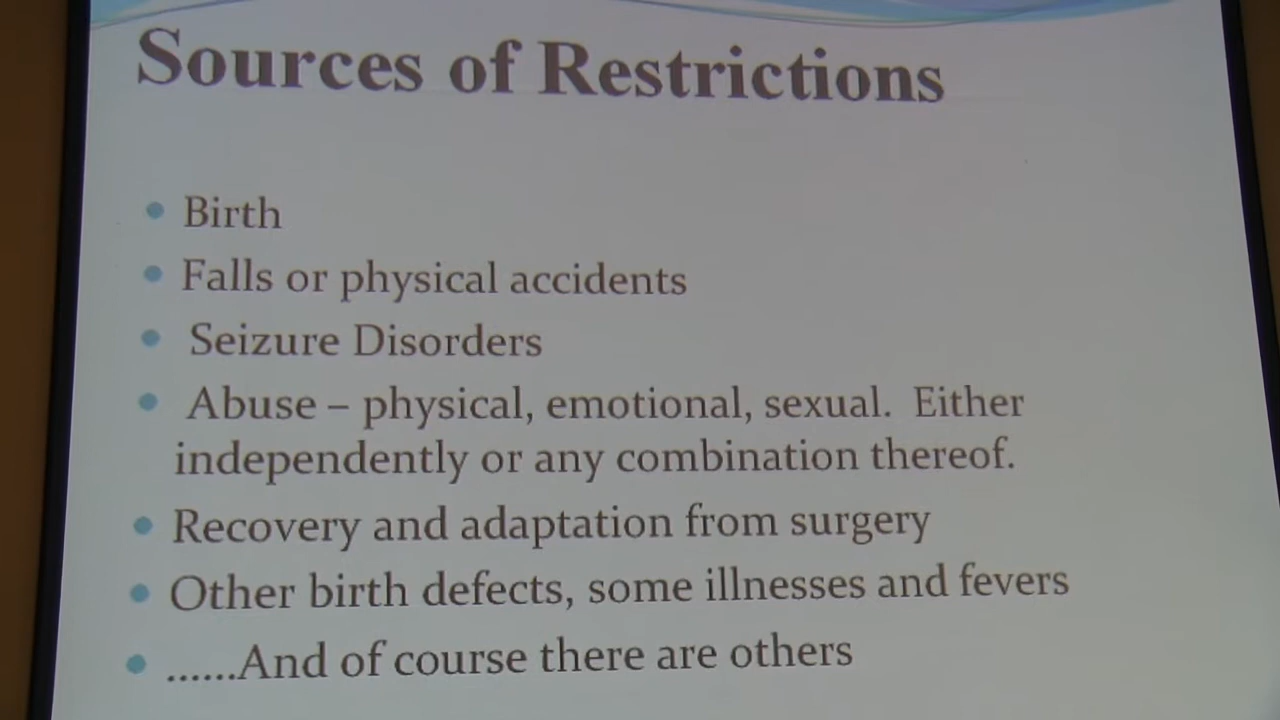 Sources of Restrictions
• Birth
• Falls or physical accidents
• Seizure Disorders
• Abuse – physical, emotional, sexual. Either
independently or any combination thereof.
• Recovery and adaptation from surgery
• Other birth defects, some illnesses and fevers
• ......And of course there are others